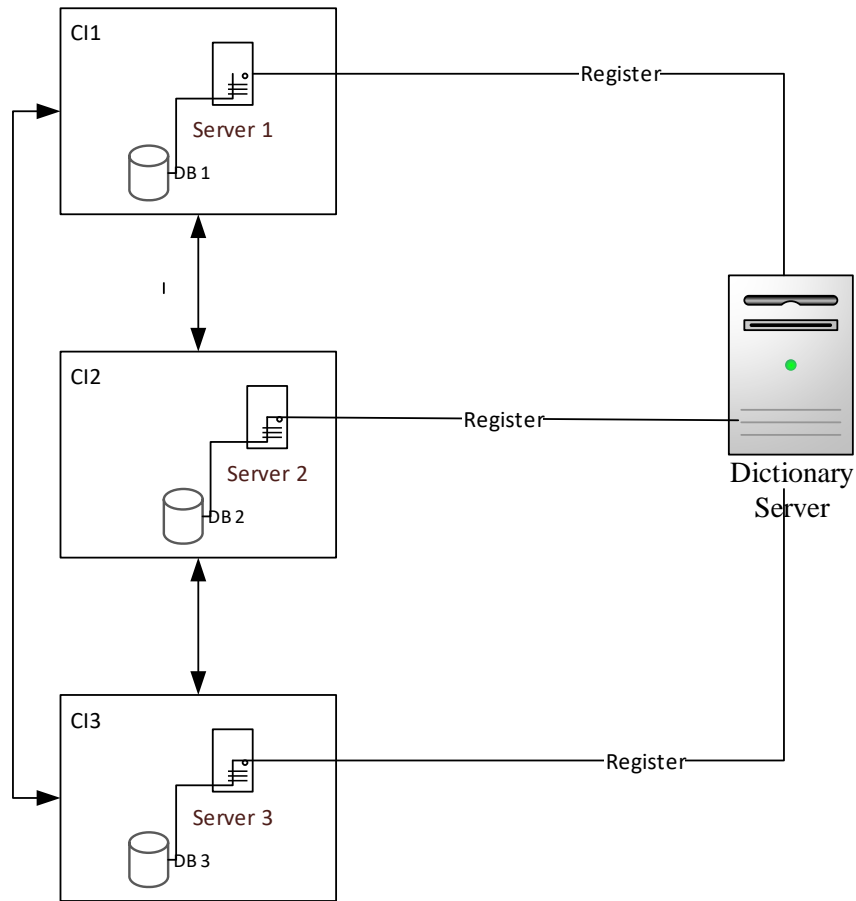 CI1
Server 1
DB 1
Register
I
CI2
Server 2
DB 2
Register
Dictionary
Server
CI3
Server 3
DB 3
Register